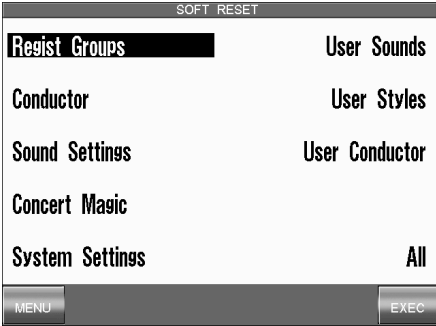 SOFT RESET
Regist Groups
User Sounds
Conductor
User Styles
Sound Settings
User Conductor
Concert Magic
System Settings
All
MENU
EXEC